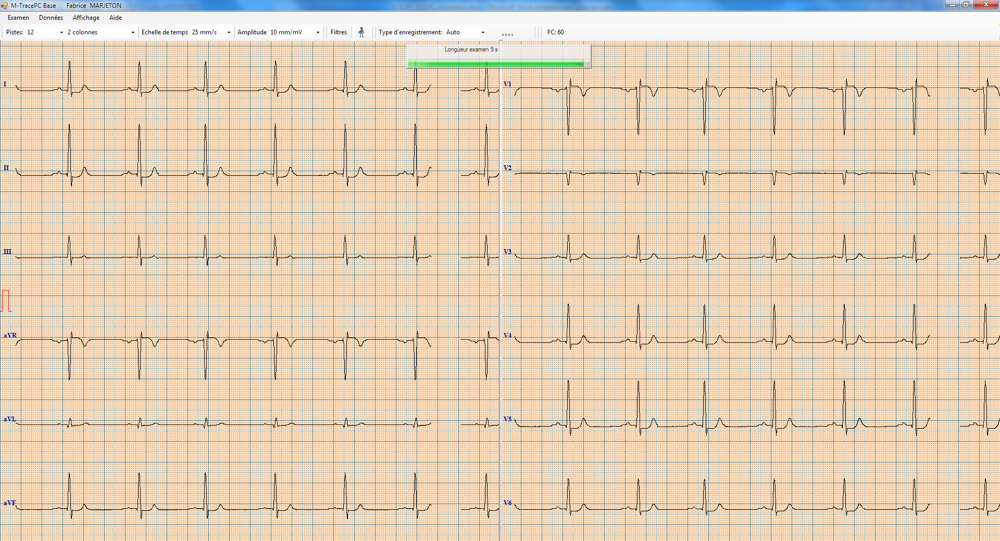 M-TracePC Base Fabrice MARJETON
Examen Données Affichage Aide
Pistes: 12 2 colonnes Echelle de temps 25 mm/s Amplitude 10 mm/mV Filtres Type d'enregistrement: Auto FC: 60
Longueur examen 9 s
I
II
III
aVR
aVL
aVF
V1
V2
V3
V4
V5
V6